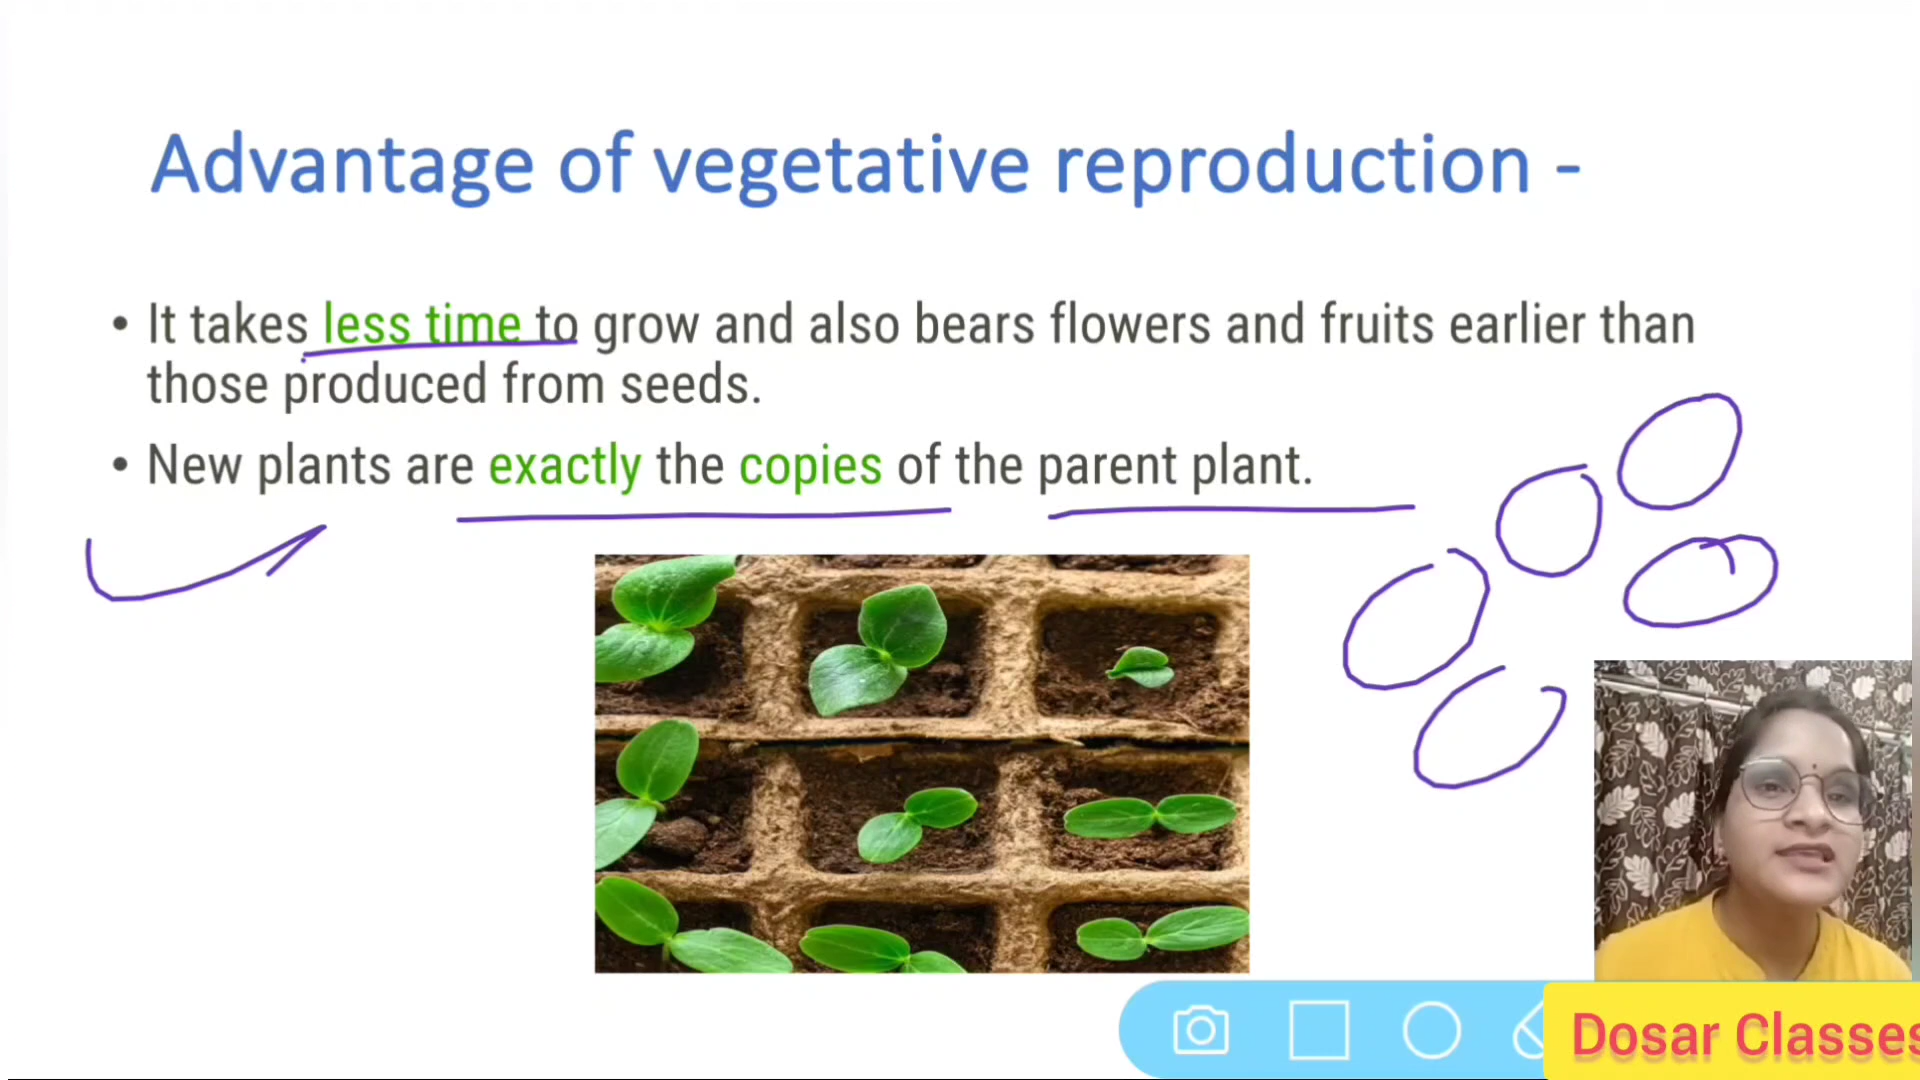 Advantage of vegetative reproduction -
• It takes less time to grow and also bears flowers and fruits earlier than
those produced from seeds.
• New plants are exactly the copies of the parent plant.
Dosar Classes